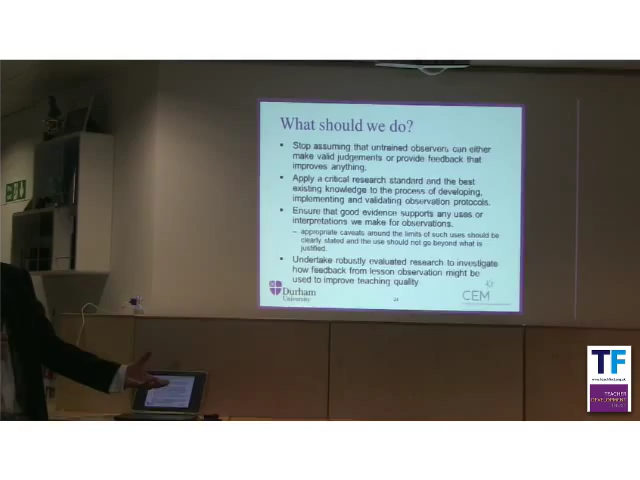 What should we do?
• Stop assuming that untrained observers can either
make valid judgements or provide feedback that
improves anything.
• Apply a critical research standard and the best
existing knowledge to the process of developing,
implementing and validating observation protocols.
• Ensure that good evidence supports any uses or
interpretations we make for observations.
– appropriate caveats around the limits of such uses should be
clearly stated and the use should not go beyond what is
justified.
• Undertake robustly evaluated research to investigate
how feedback from lesson observation might be
used to improve teaching quality
Durham
University
CEM
TF
TEACHER
DEVELOPMENT
TRUST